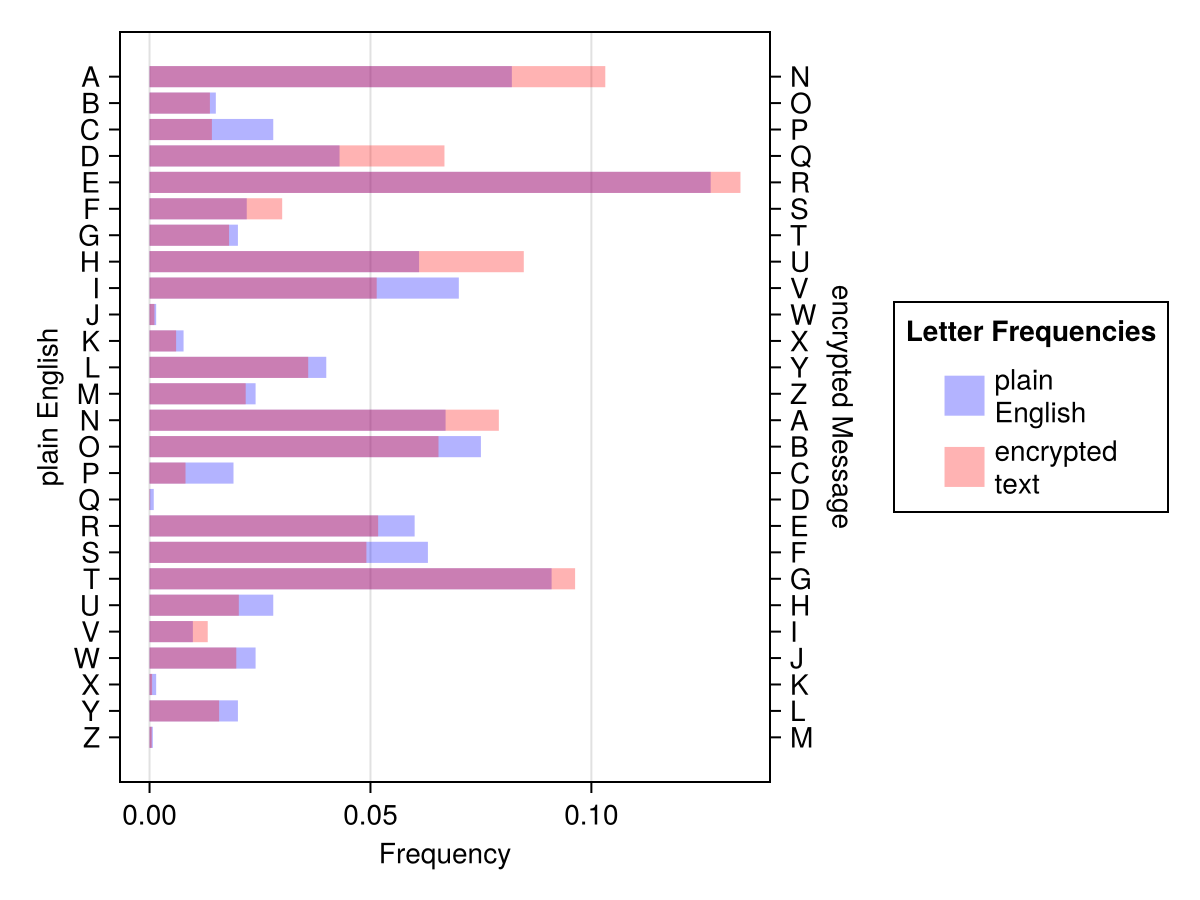 A
B
C
D
E
F
G
H
I
J
K
L
M
N
O
P
Q
R
S
T
U
V
W
X
Y
Z
plain English
N
O
P
Q
R
S
T
U
V
W
X
Y
Z
A
B
C
D
E
F
G
H
I
J
K
L
M
encrypted Message
0.00
0.05
0.10
Frequency
Letter Frequencies
plain
English
encrypted
text